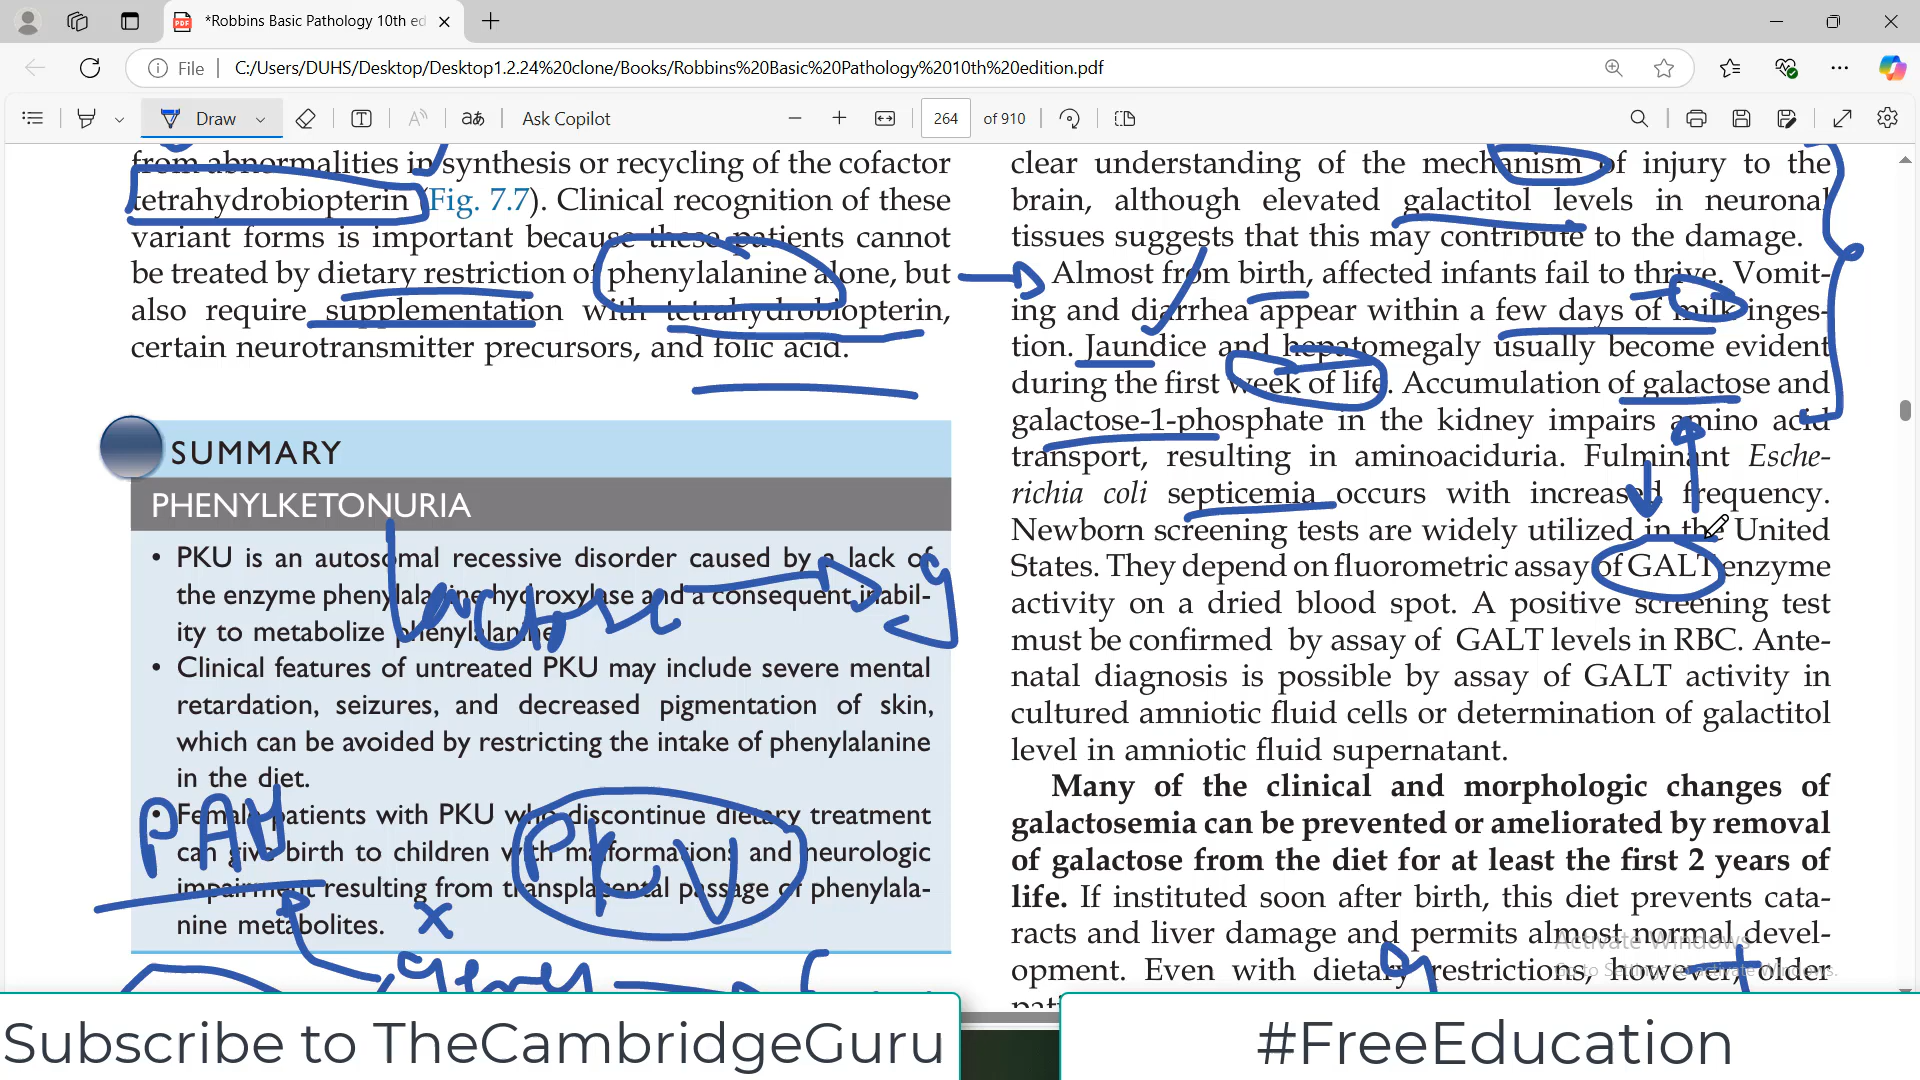 *Robbins Basic Pathology 10th ed
File
C:/Users/DUHS/Desktop/Desktop1.2.24%20clone/Books/Robbins%20Basic%20Pathology%2010th%20edition.pdf
Draw
Ask Copilot
264 of 910
from abnormalities in synthesis or recycling of the cofactor
tetrahydrobiopterin (Fig. 7.7). Clinical recognition of these
variant forms is important because these patients cannot
be treated by dietary restriction of phenylalanine alone, but
also require supplementation with tetrahydrobiopterin,
certain neurotransmitter precursors, and folic acid.
SUMMARY
PHENYLKETONURIA
• PKU is an autosomal recessive disorder caused by a lack of
the enzyme phenylalanine hydroxylase and a consequent inabil-
ity to metabolize phenylalanine.
lactose
g
• Clinical features of untreated PKU may include severe mental
retardation, seizures, and decreased pigmentation of skin,
which can be avoided by restricting the intake of phenylalanine
in the diet.
• Female patients with PKU who discontinue dietary treatment
can give birth to children with malformations and neurologic
impairment resulting from transplacental passage of phenylala-
nine metabolites.
PAH
PKU
x
clear understanding of the mechanism of injury to the
brain, although elevated galactitol levels in neuronal
tissues suggests that this may contribute to the damage.
Almost from birth, affected infants fail to thrive. Vomit-
ing and diarrhea appear within a few days of milk inges-
tion. Jaundice and hepatomegaly usually become evident
during the first week of life. Accumulation of galactose and
galactose-1-phosphate in the kidney impairs amino acid
transport, resulting in aminoaciduria. Fulminant Esche-
richia coli septicemia occurs with increased frequency.
Newborn screening tests are widely utilized in the United
States. They depend on fluorometric assay of GALT enzyme
activity on a dried blood spot. A positive screening test
must be confirmed by assay of GALT levels in RBC. Ante-
natal diagnosis is possible by assay of GALT activity in
cultured amniotic fluid cells or determination of galactitol
level in amniotic fluid supernatant.
Many of the clinical and morphologic changes of
galactosemia can be prevented or ameliorated by removal
of galactose from the diet for at least the first 2 years of
life. If instituted soon after birth, this diet prevents cata-
racts and liver damage and permits almost normal devel-
opment. Even with dietary restrictions, however, older
Activate Windows
Go to Settings to activate Windows.
Subscribe to TheCambridgeGuru
#FreeEducation